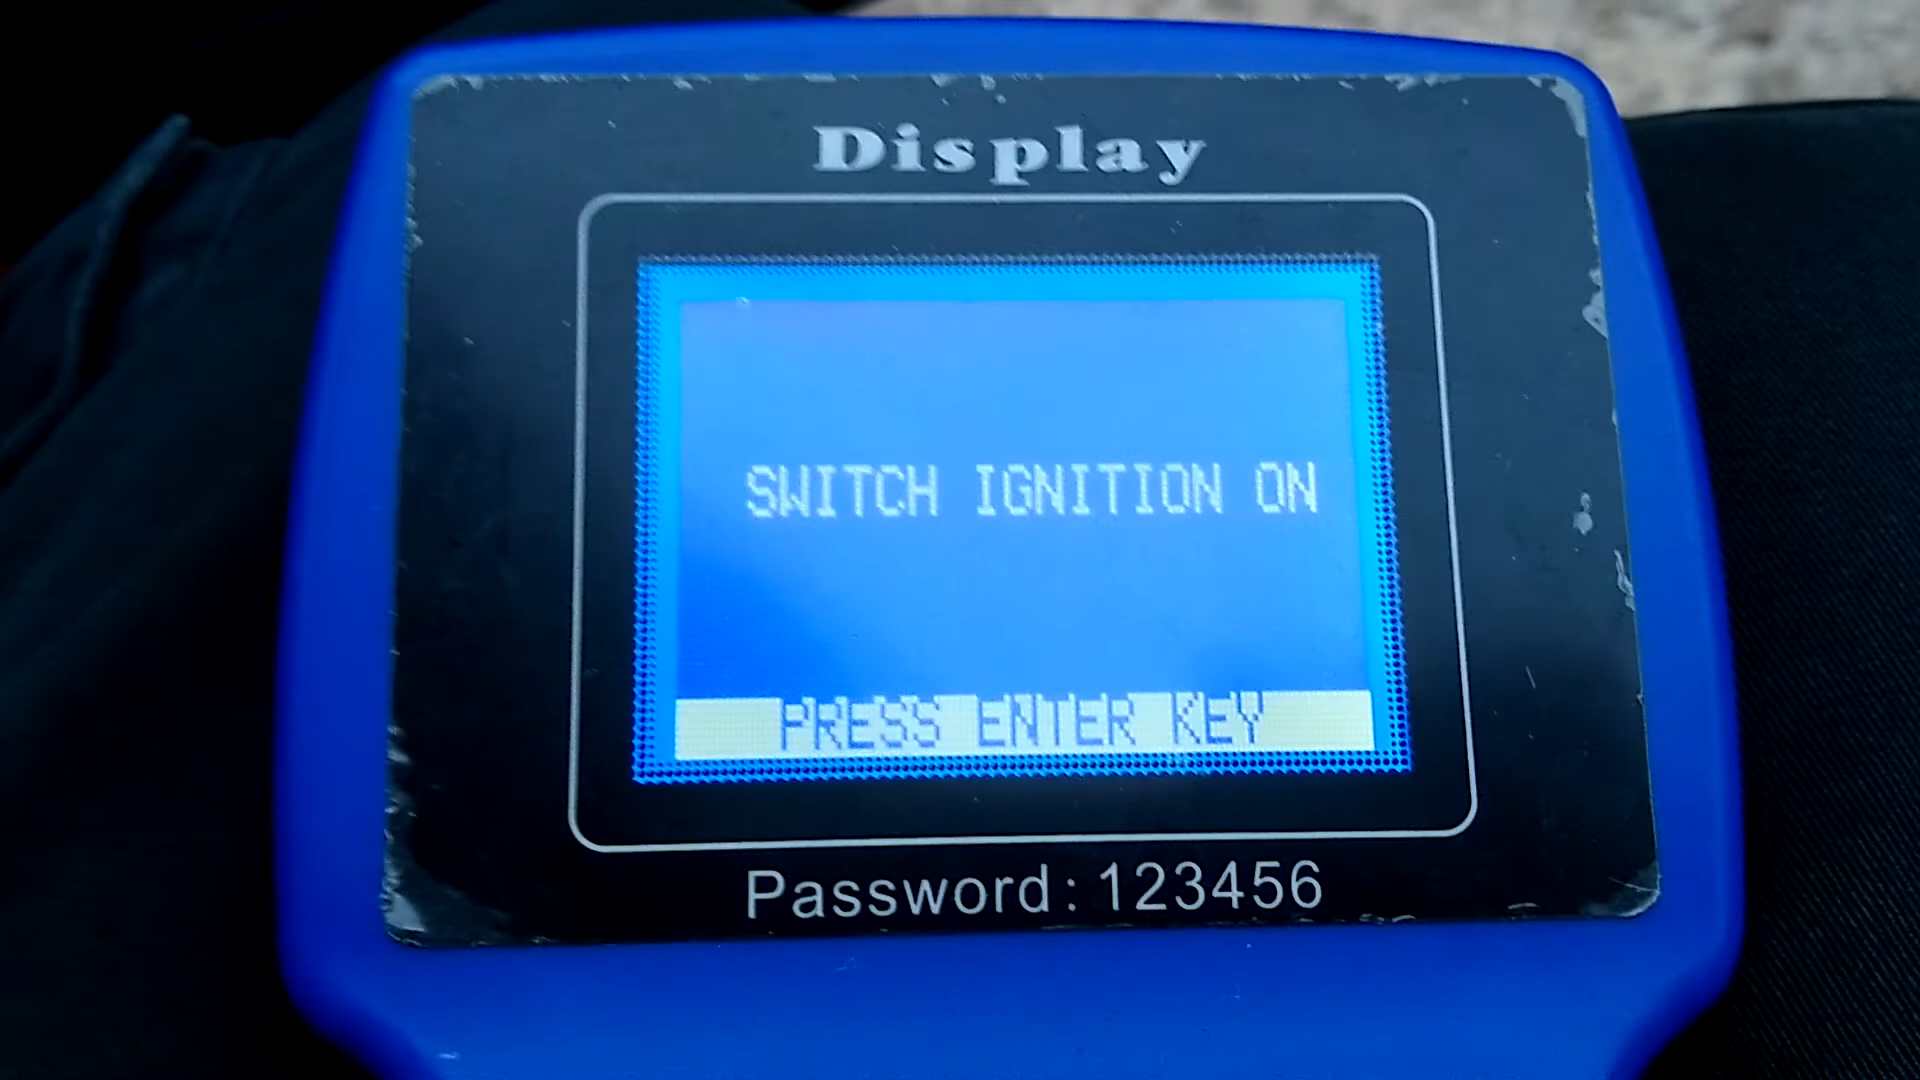 Display
SWITCH IGNITION ON
PRESS ENTER KEY
Password: 123456